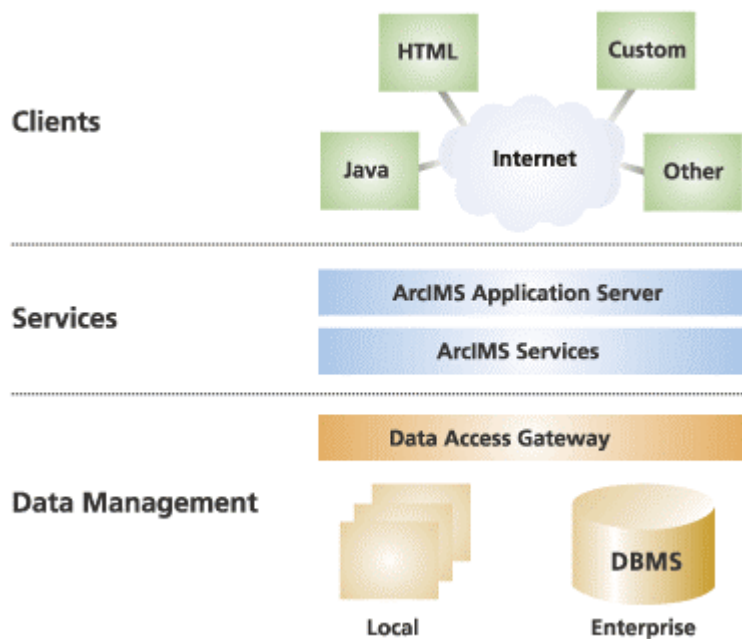 HTML
Custom
Clients
Internet
Java
Other
ArcIMS Application Server
Services
ArcIMS Services
Data Access Gateway
Data Management
DBMS
Local
Enterprise